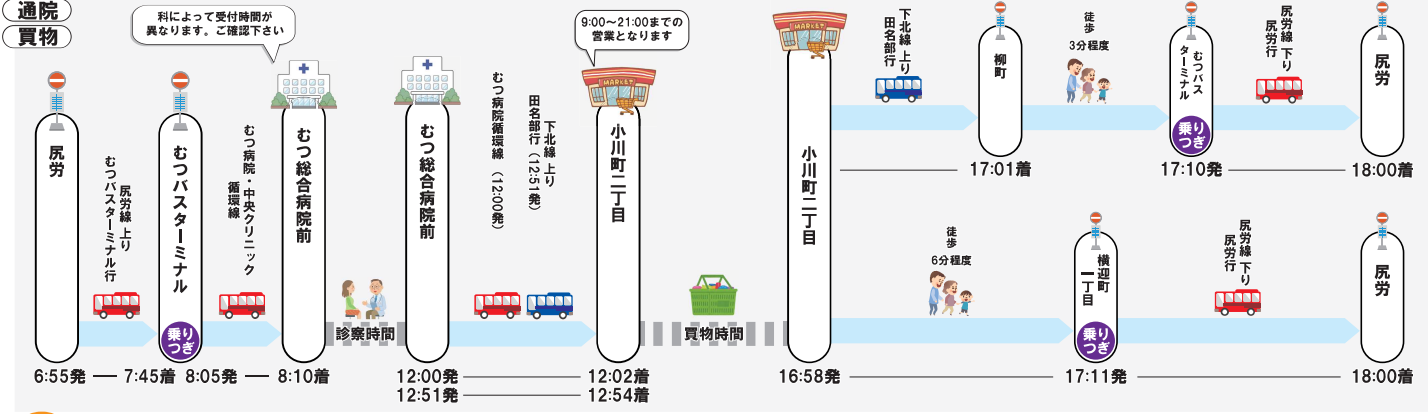 通院
買物
科によって受付時間が
異なります。ご確認下さい
尻労
尻労線 上り
むつバスターミナル行
むつバスターミナル
乗り
つぎ
むつ病院・中央クリニック
循環線
むつ総合病院前
診察時間
むつ総合病院前
むつ病院循環線（12:00発）
下北線 上り
田名部行（12:51発）
9:00～21:00までの
営業となります
MARKET
小川町二丁目
買物時間
6:55発
7:45着
8:05発
8:10着
12:00発
12:02着
12:51発
12:54着
MARKET
小川町二丁目
下北線 上り
田名部行
柳町
徒歩
3分程度
むつバス
ターミナル
乗り
つぎ
尻労線 下り
尻労行
尻労
17:01着
17:10発
18:00着
徒歩
6分程度
横迎町
一丁目
乗り
つぎ
尻労線 下り
尻労行
尻労
16:58発
17:11発
18:00着